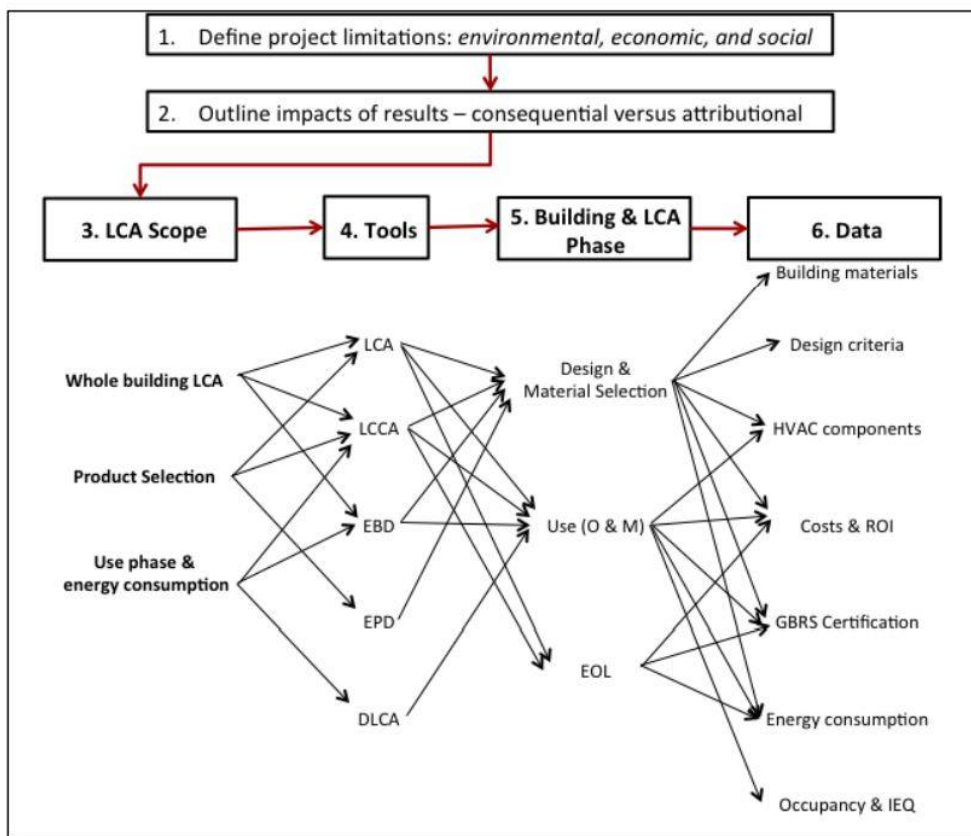 1. Define project limitations: environmental, economic, and social
2. Outline impacts of results – consequential versus attributional
3. LCA Scope
4. Tools
5. Building & LCA
Phase
6. Data
Building materials
LCA
Design criteria
Whole building LCA
Design &
Material Selection
LCCA
HVAC components
Product Selection
EBD
Use (O & M)
Costs & ROI
Use phase &
energy consumption
EPD
GBRS Certification
EOL
DLCA
Energy consumption
Occupancy & IEQ